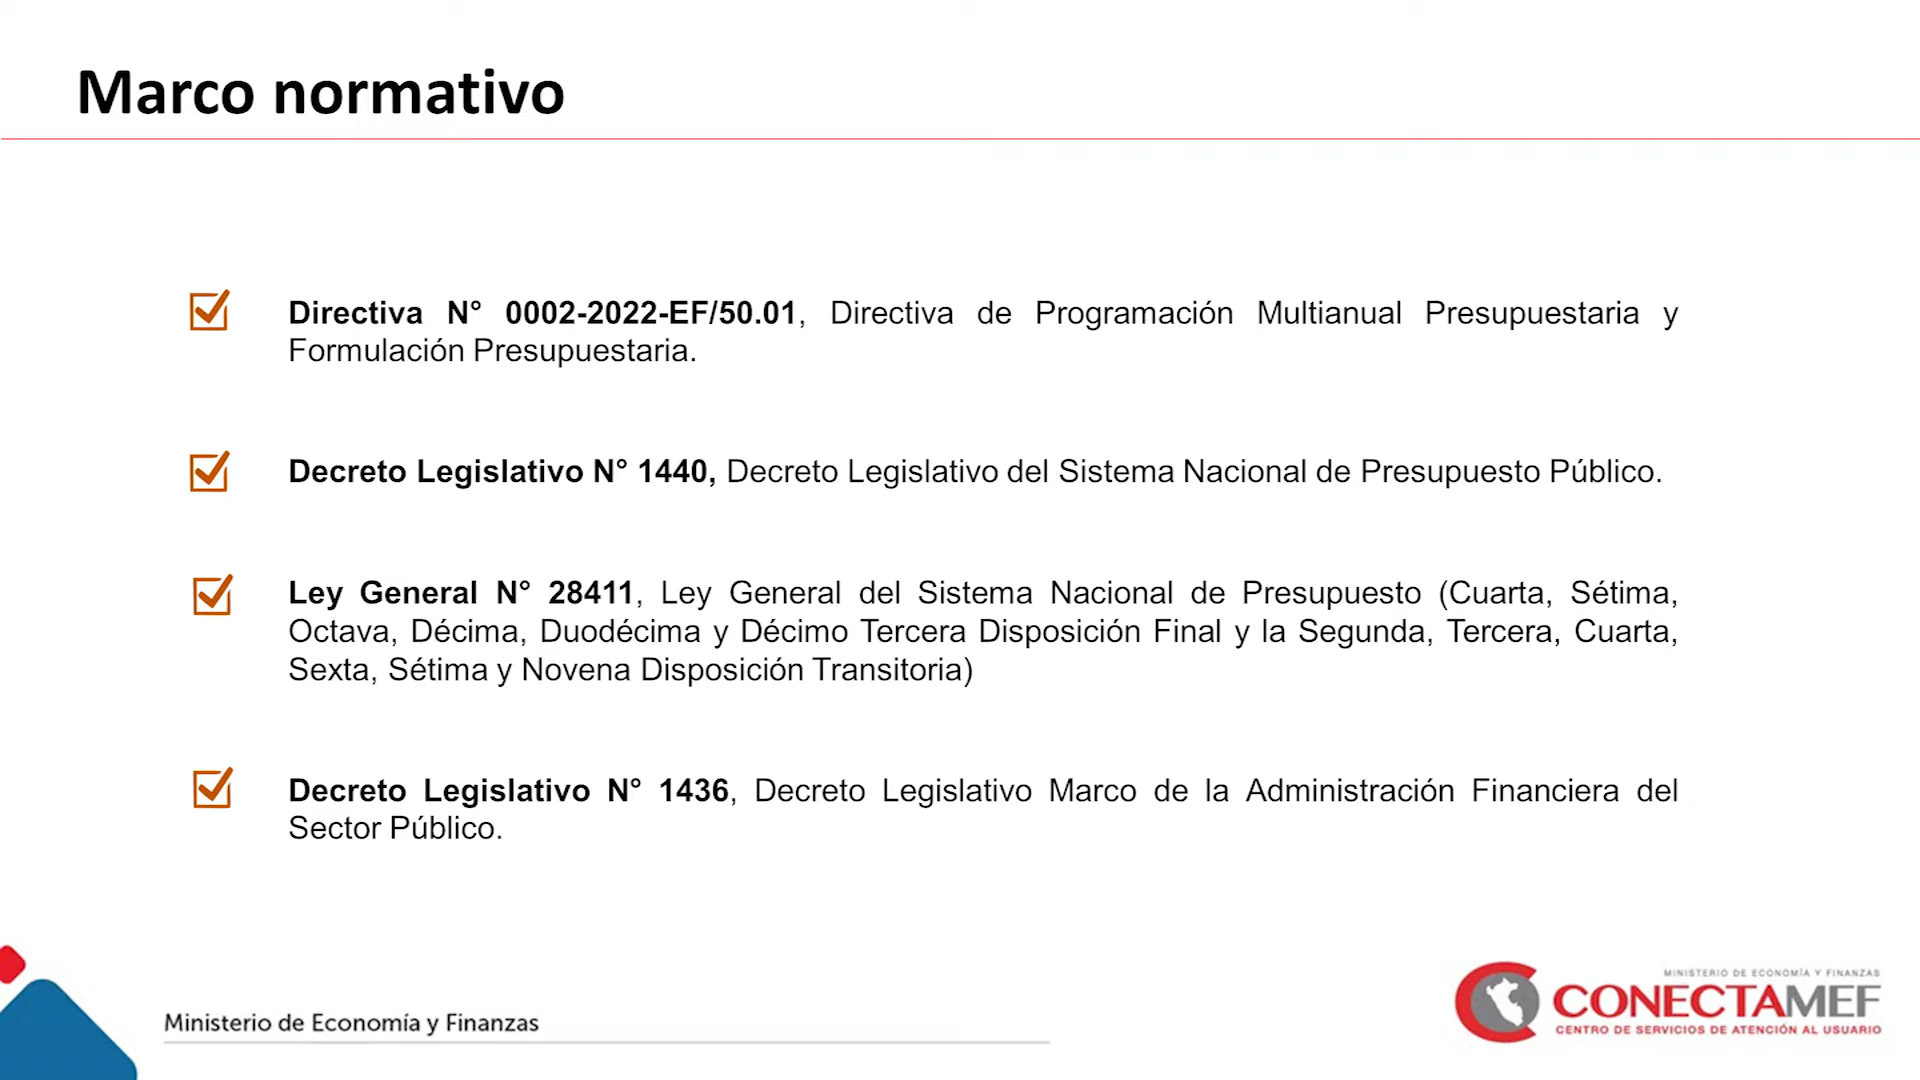 Marco normativo
Directiva N° 0002-2022-EF/50.01, Directiva de Programación Multianual Presupuestaria y
Formulación Presupuestaria.
Decreto Legislativo N° 1440, Decreto Legislativo del Sistema Nacional de Presupuesto Público.
Ley General N° 28411, Ley General del Sistema Nacional de Presupuesto (Cuarta, Sétima,
Octava, Décima, Duodécima y Décimo Tercera Disposición Final y la Segunda, Tercera, Cuarta,
Sexta, Sétima y Novena Disposición Transitoria)
Decreto Legislativo N° 1436, Decreto Legislativo Marco de la Administración Financiera del
Sector Público.
Ministerio de Economía y Finanzas
MINISTERIO DE ECONOMÍA Y FINANZAS
CONECTAMEF
CENTRO DE SERVICIOS DE ATENCIÓN AL USUARIO